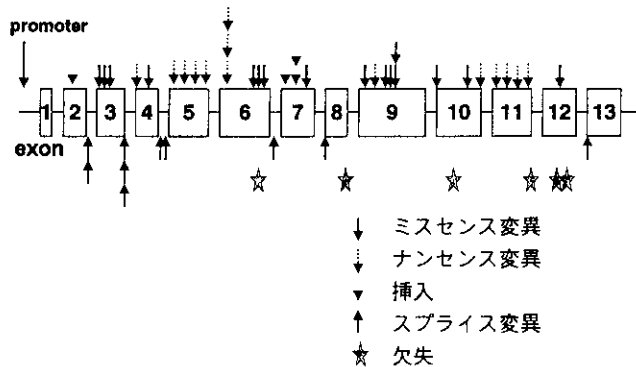 promoter
1 2 3 4 5 6 7 8 9 10 11 12 13
exon
ミスセンス変異
ナンセンス変異
挿入
スプライス変異
欠失